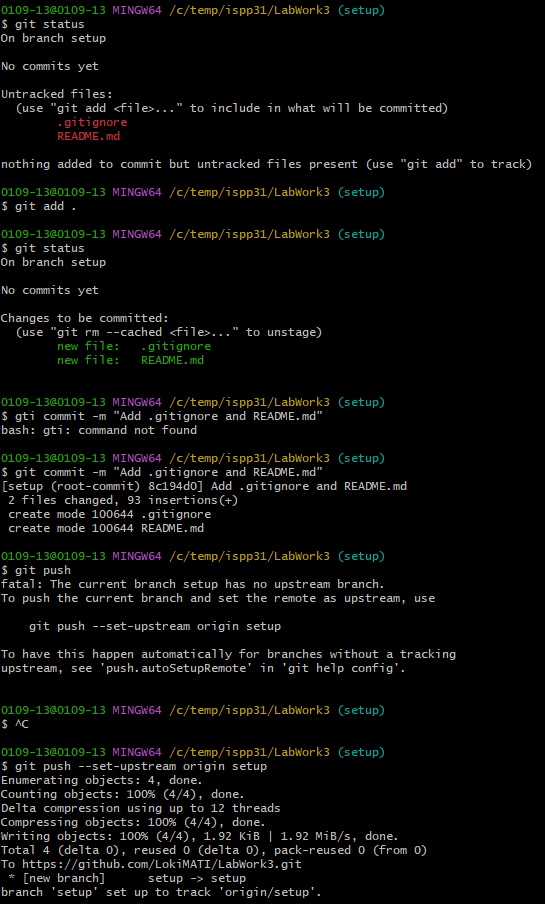 0109-13@0109-13 MINGW64 /c/temp/ispp31/LabWork3 (setup)
$ git status
On branch setup

No commits yet

Untracked files:
  (use "git add <file>..." to include in what will be committed)
        .gitignore
        README.md

nothing added to commit but untracked files present (use "git add" to track)

0109-13@0109-13 MINGW64 /c/temp/ispp31/LabWork3 (setup)
$ git add .

0109-13@0109-13 MINGW64 /c/temp/ispp31/LabWork3 (setup)
$ git status
On branch setup

No commits yet

Changes to be committed:
  (use "git rm --cached <file>..." to unstage)
        new file:   .gitignore
        new file:   README.md


0109-13@0109-13 MINGW64 /c/temp/ispp31/LabWork3 (setup)
$ gti commit -m "Add .gitignore and README.md"
bash: gti: command not found

0109-13@0109-13 MINGW64 /c/temp/ispp31/LabWork3 (setup)
$ git commit -m "Add .gitignore and README.md"
[setup (root-commit) 8c194d0] Add .gitignore and README.md
 2 files changed, 93 insertions(+)
 create mode 100644 .gitignore
 create mode 100644 README.md

0109-13@0109-13 MINGW64 /c/temp/ispp31/LabWork3 (setup)
$ git push
fatal: The current branch setup has no upstream branch.
To push the current branch and set the remote as upstream, use

    git push --set-upstream origin setup

To have this happen automatically for branches without a tracking
upstream, see 'push.autoSetupRemote' in 'git help config'.


0109-13@0109-13 MINGW64 /c/temp/ispp31/LabWork3 (setup)
$ ^C

0109-13@0109-13 MINGW64 /c/temp/ispp31/LabWork3 (setup)
$ git push --set-upstream origin setup
Enumerating objects: 4, done.
Counting objects: 100% (4/4), done.
Delta compression using up to 12 threads
Compressing objects: 100% (4/4), done.
Writing objects: 100% (4/4), 1.92 KiB | 1.92 MiB/s, done.
Total 4 (delta 0), reused 0 (delta 0), pack-reused 0 (from 0)
To https://github.com/LokiMATI/LabWork3.git
 * [new branch]      setup -> setup
branch 'setup' set up to track 'origin/setup'.